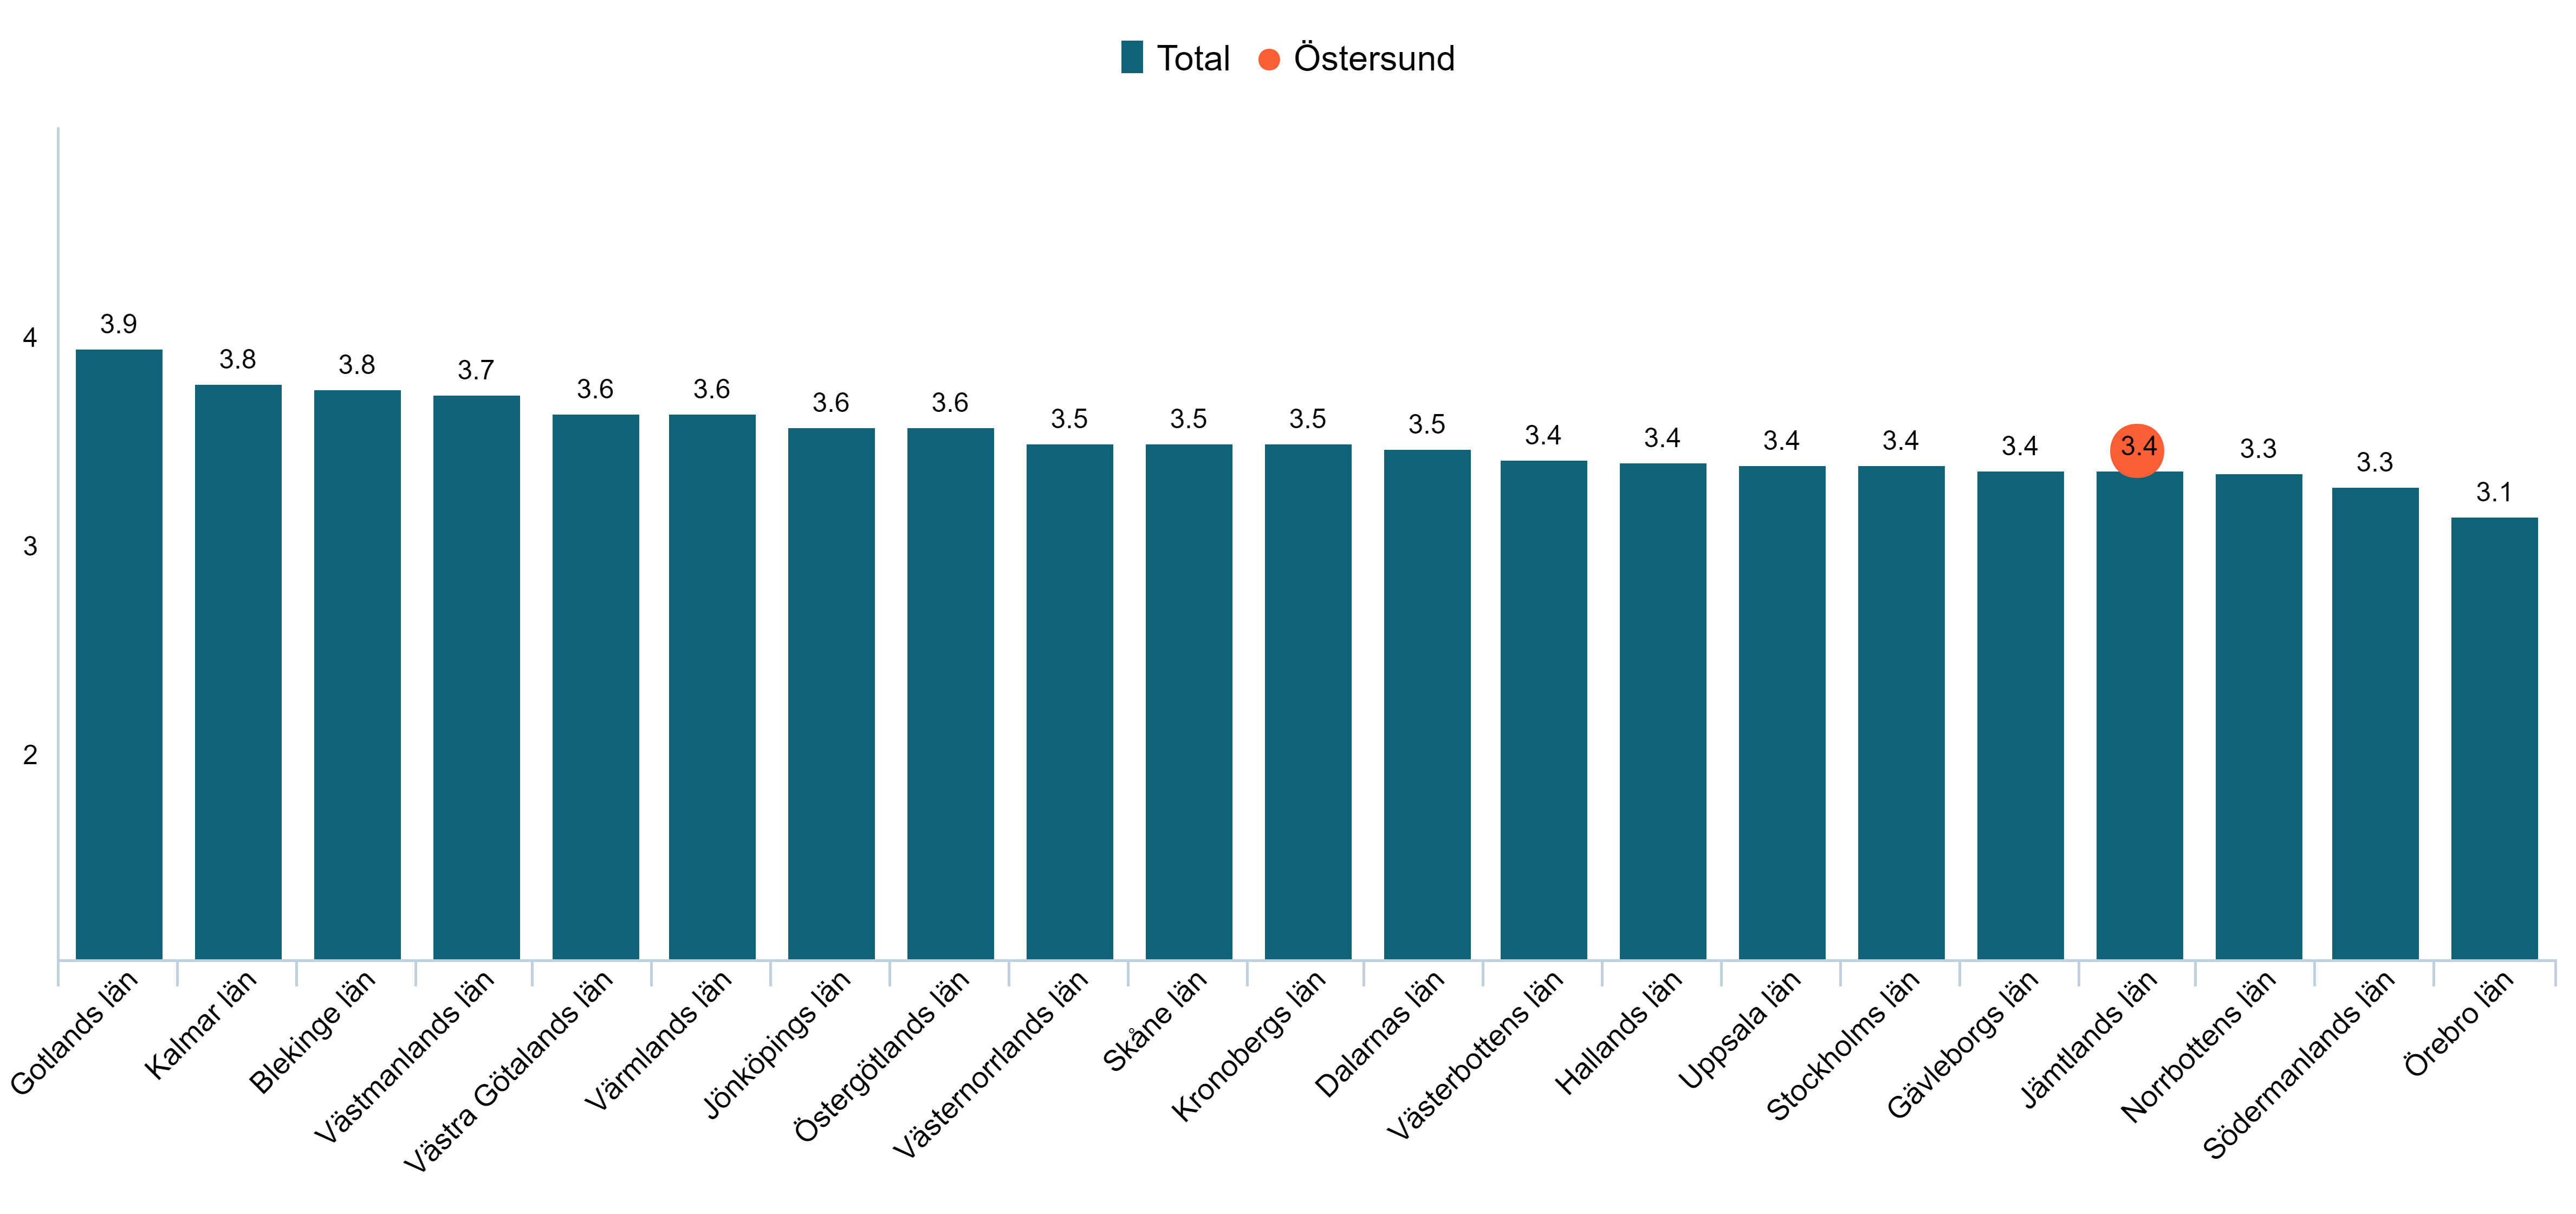 Total Östersund
4
3
2
3.9
3.8
3.8
3.7
3.6
3.6
3.6
3.6
3.5
3.5
3.5
3.5
3.4
3.4
3.4
3.4
3.4
3.4
3.3
3.3
3.1
Gotlands län
Kalmar län
Blekinge län
Västmanlands län
Västra Götalands län
Värmlands län
Jönköpings län
Östergötlands län
Västernorrlands län
Skåne län
Kronobergs län
Dalarnas län
Västerbottens län
Hallands län
Uppsala län
Stockholms län
Gävleborgs län
Jämtlands län
Norrbottens län
Södermanlands län
Örebro län